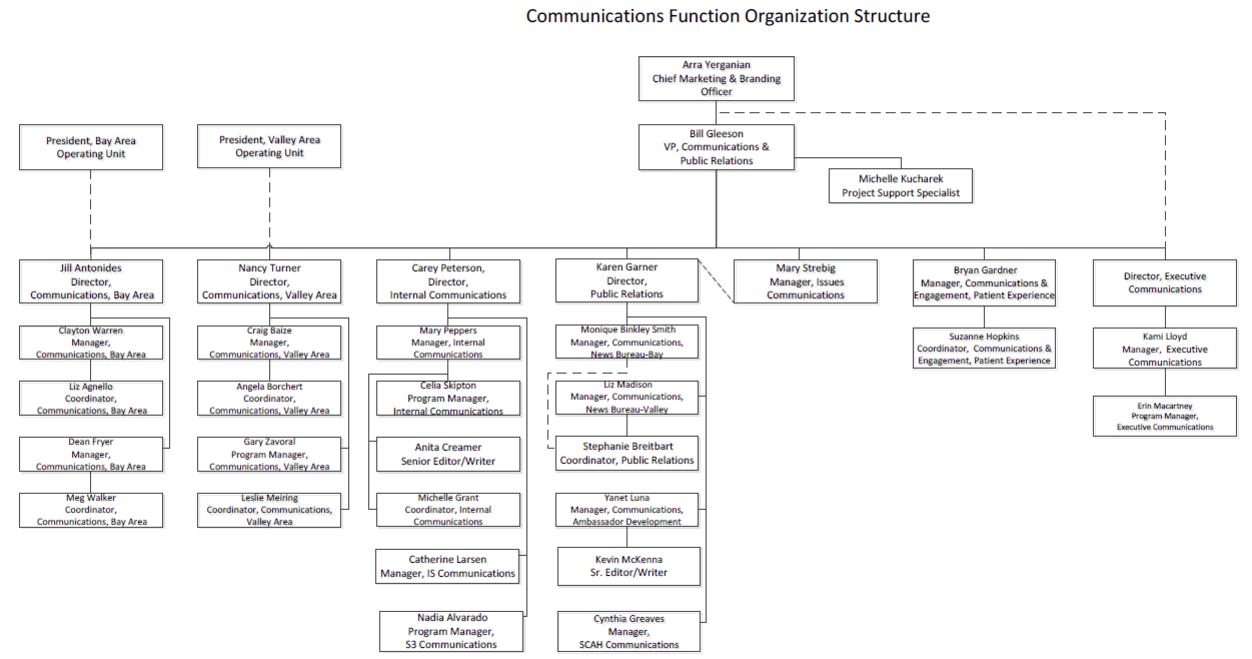 Communications Function Organization Structure
Arra Yerganian
Chief Marketing & Branding
Officer
President, Bay Area
Operating Unit
President, Valley Area
Operating Unit
Bill Gleeson
VP, Communications &
Public Relations
Michelle Kucharek
Project Support Specialist
Jill Antonides
Director,
Communications, Bay Area
Nancy Turner
Director,
Communications, Valley Area
Carey Peterson,
Director,
Internal Communications
Karen Garner
Director,
Public Relations
Mary Strebig
Manager, Issues
Communications
Bryan Gardner
Manager, Communications &
Engagement, Patient Experience
Director, Executive
Communications
Clayton Warren
Manager,
Communications, Bay Area
Craig Baize
Manager,
Communications, Valley Area
Mary Peppers
Manager, Internal
Communications
Monique Binkley Smith
Manager, Communications,
News Bureau-Bay
Suzanne Hopkins
Coordinator, Communications &
Engagement, Patient Experience
Kami Lloyd
Manager, Executive
Communications
Liz Agnello
Coordinator,
Communications, Bay Area
Angela Borchert
Coordinator,
Communications, Valley Area
Celia Skipton
Program Manager,
Internal Communications
Liz Madison
Manager, Communications,
News Bureau-Valley
Erin Macartney
Program Manager,
Executive Communications
Dean Fryer
Manager,
Communications, Bay Area
Gary Zavoral
Program Manager,
Communications, Valley Area
Anita Creamer
Senior Editor/Writer
Stephanie Breitbart
Coordinator, Public Relations
Meg Walker
Coordinator,
Communications, Bay Area
Leslie Meiring
Coordinator, Communications,
Valley Area
Michelle Grant
Coordinator, Internal
Communications
Yanet Luna
Manager, Communications,
Ambassador Development
Catherine Larsen
Manager, IS Communications
Kevin McKenna
Sr. Editor/Writer
Nadia Alvarado
Program Manager,
S3 Communications
Cynthia Greaves
Manager,
SCAH Communications